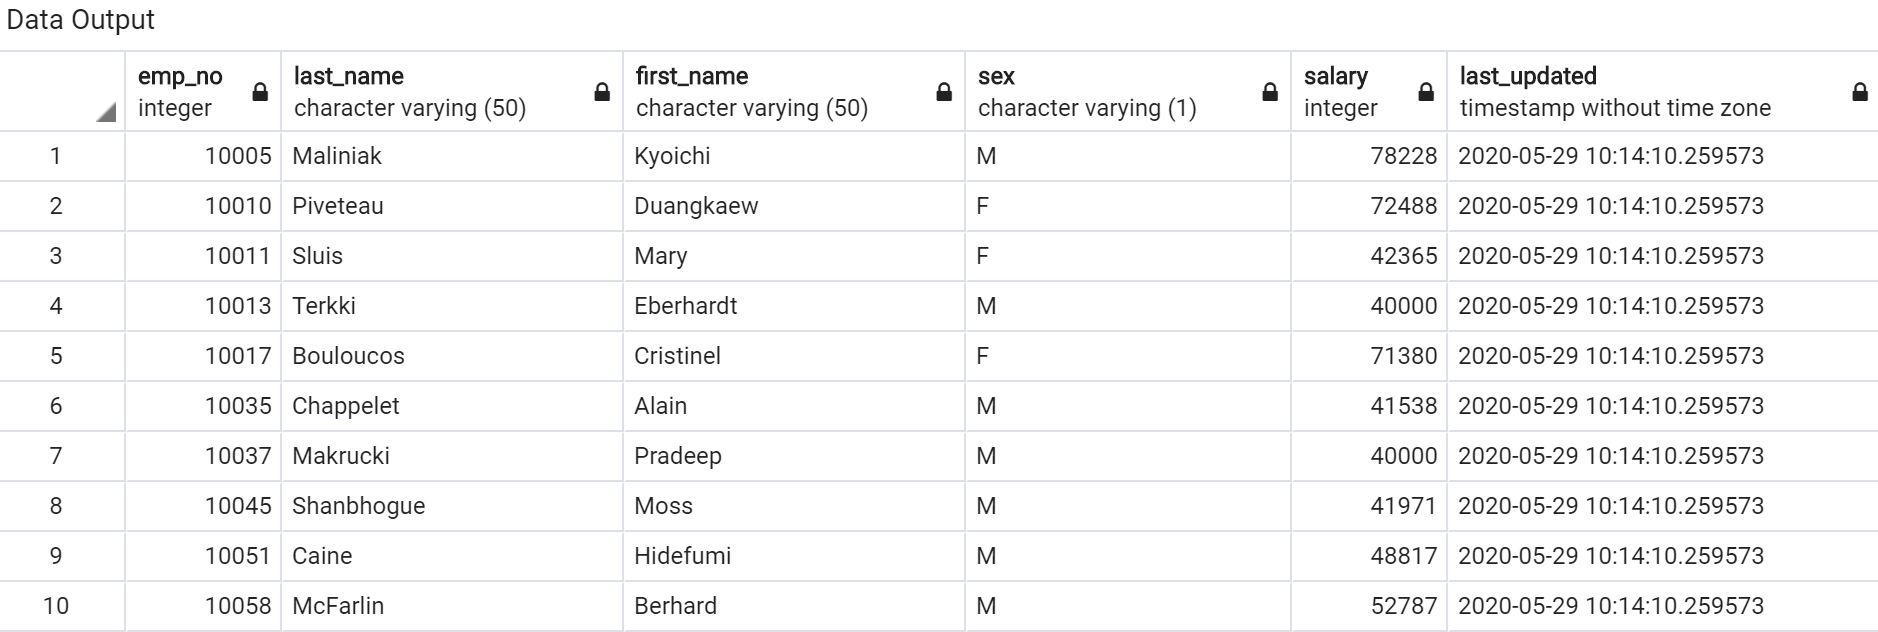 Data Output
emp_no last_name first_name sex salary last_updated
integer character varying (50) character varying (50) character varying (1) integer timestamp without time zone
1 10005 Maliniak Kyoichi M 78228 2020-05-29 10:14:10.259573
2 10010 Piveteau Duangkaew F 72488 2020-05-29 10:14:10.259573
3 10011 Sluis Mary F 42365 2020-05-29 10:14:10.259573
4 10013 Terkki Eberhardt M 40000 2020-05-29 10:14:10.259573
5 10017 Bouloucos Cristinel F 71380 2020-05-29 10:14:10.259573
6 10035 Chappelet Alain M 41538 2020-05-29 10:14:10.259573
7 10037 Makrucki Pradeep M 40000 2020-05-29 10:14:10.259573
8 10045 Shanbhogue Moss M 41971 2020-05-29 10:14:10.259573
9 10051 Caine Hidefumi M 48817 2020-05-29 10:14:10.259573
10 10058 McFarlin Berhard M 52787 2020-05-29 10:14:10.259573